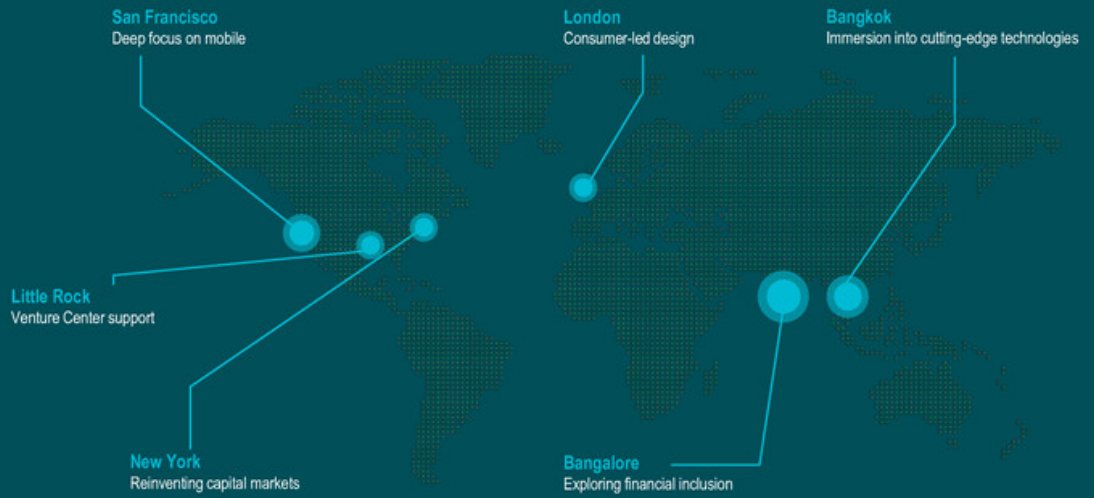 San Francisco
Deep focus on mobile
London
Consumer-led design
Bangkok
Immersion into cutting-edge technologies
Little Rock
Venture Center support
New York
Reinventing capital markets
Bangalore
Exploring financial inclusion